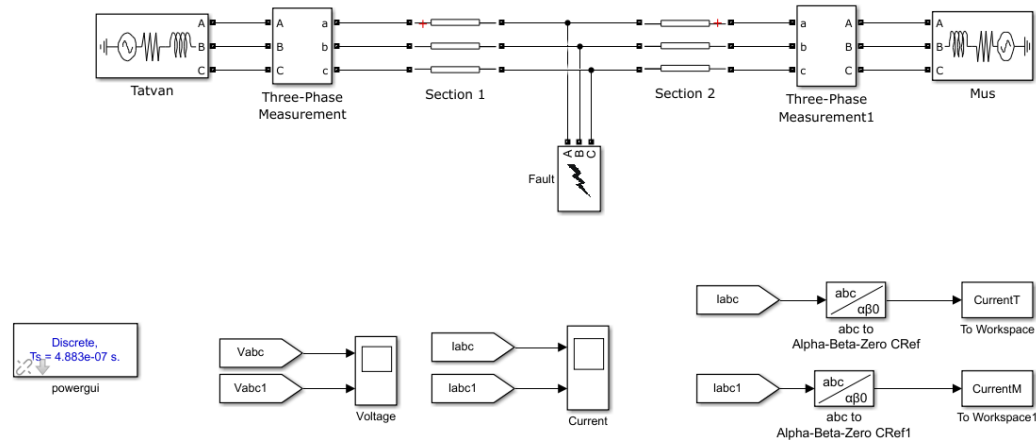 A
B
C
A
B
C
a
b
c
a
b
c
A
B
C
A
B
C
Tatvan
Three-Phase
Measurement
Section 1
Section 2
Three-Phase
Measurement1
Mus
A
B
C
Fault
Discrete,
Ts = 4.883e-07 s.
powergui
Vabc
Vabc1
Voltage
Iabc
Iabc1
Current
Iabc
abc
αβ0
abc to
Alpha-Beta-Zero CRef
CurrentT
To Workspace
Iabc1
abc
αβ0
abc to
Alpha-Beta-Zero CRef1
CurrentM
To Workspace1